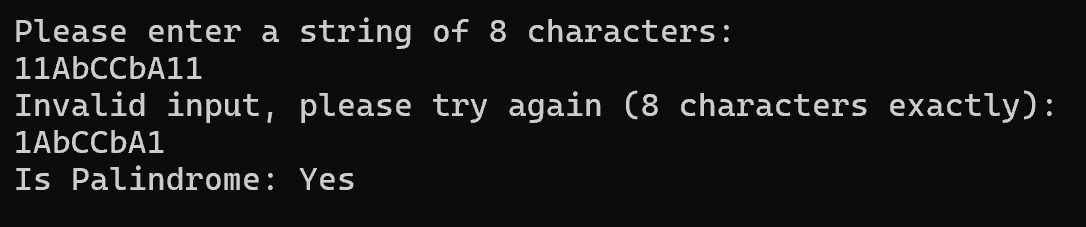 Please enter a string of 8 characters:
11AbCCbA11
Invalid input, please try again (8 characters exactly):
1AbCCbA1
Is Palindrome: Yes